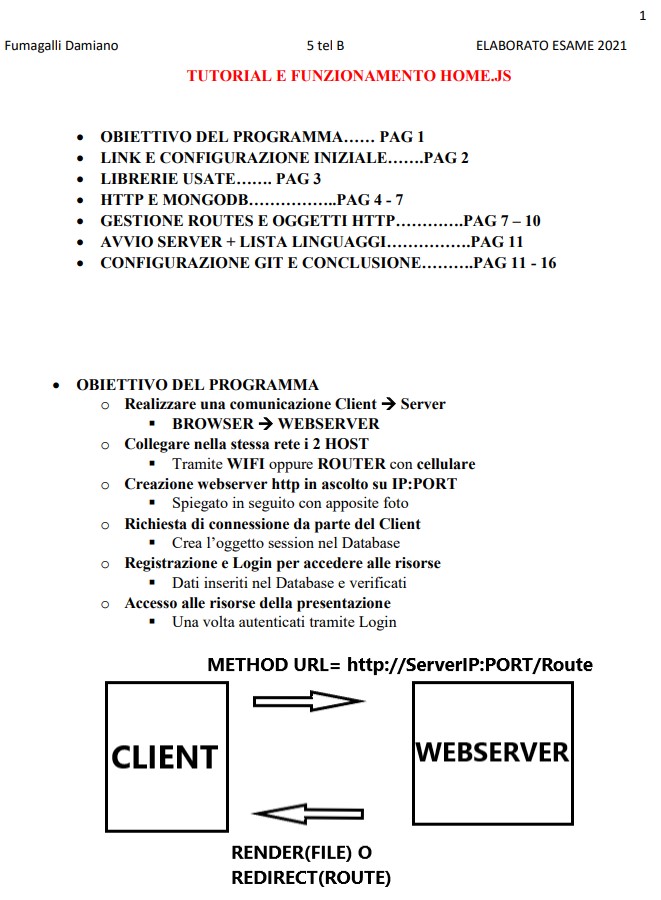 1
Fumagalli Damiano 5 tel B ELABORATO ESAME 2021
TUTORIAL E FUNZIONAMENTO HOME.JS
• OBIETTIVO DEL PROGRAMMA…… PAG 1
• LINK E CONFIGURAZIONE INIZIALE…….PAG 2
• LIBRERIE USATE……. PAG 3
• HTTP E MONGODB……………..PAG 4 - 7
• GESTIONE ROUTES E OGGETTI HTTP………….PAG 7 – 10
• AVVIO SERVER + LISTA LINGUAGGI…………….PAG 11
• CONFIGURAZIONE GIT E CONCLUSIONE……….PAG 11 - 16
• OBIETTIVO DEL PROGRAMMA
o Realizzare una comunicazione Client → Server
▪ BROWSER → WEBSERVER
o Collegare nella stessa rete i 2 HOST
▪ Tramite WIFI oppure ROUTER con cellulare
o Creazione webserver http in ascolto su IP:PORT
▪ Spiegato in seguito con apposite foto
o Richiesta di connessione da parte del Client
▪ Crea l’oggetto session nel Database
o Registrazione e Login per accedere alle risorse
▪ Dati inseriti nel Database e verificati
o Accesso alle risorse della presentazione
▪ Una volta autenticati tramite Login
METHOD URL= http://ServerIP:PORT/Route
CLIENT
WEBSERVER
RENDER(FILE) O
REDIRECT(ROUTE)